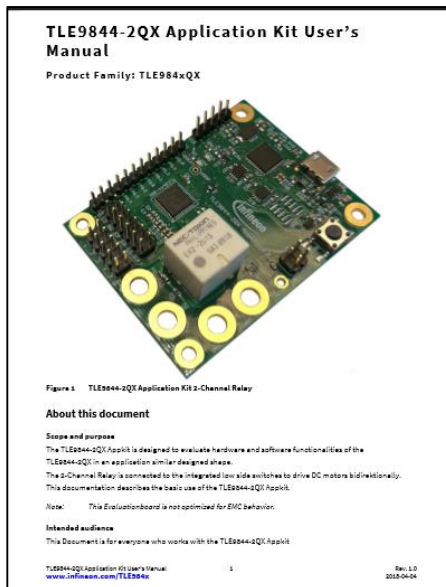 TLE9844-2QX Application Kit User's
Manual
Product Family: TLE984xQX
Infineon
NEC/TOKIN
Figure 1 TLE9844-2QX Application Kit 2-Channel Relay
About this document
Scope and purpose
The TLE9844-2QX Appkit is designed to evaluate hardware and software functionalities of the
TLE9844-2QX in an application similar designed shape.
The 2-Channel Relay is connected to the integrated low side switches to drive DC motors bidirektionally.
This documentation describes the basic use of the TLE9844-2QX Appkit.
Note: This Evaluationboard is not optimized for EMC behavior.
Intended audience
This Document is for everyone who works with the TLE9844-2QX Appkit
TLE9844-2QX Application Kit User's Manual 1 Rev. 1.0
www.infineon.com/TLE984x 2018-04-04